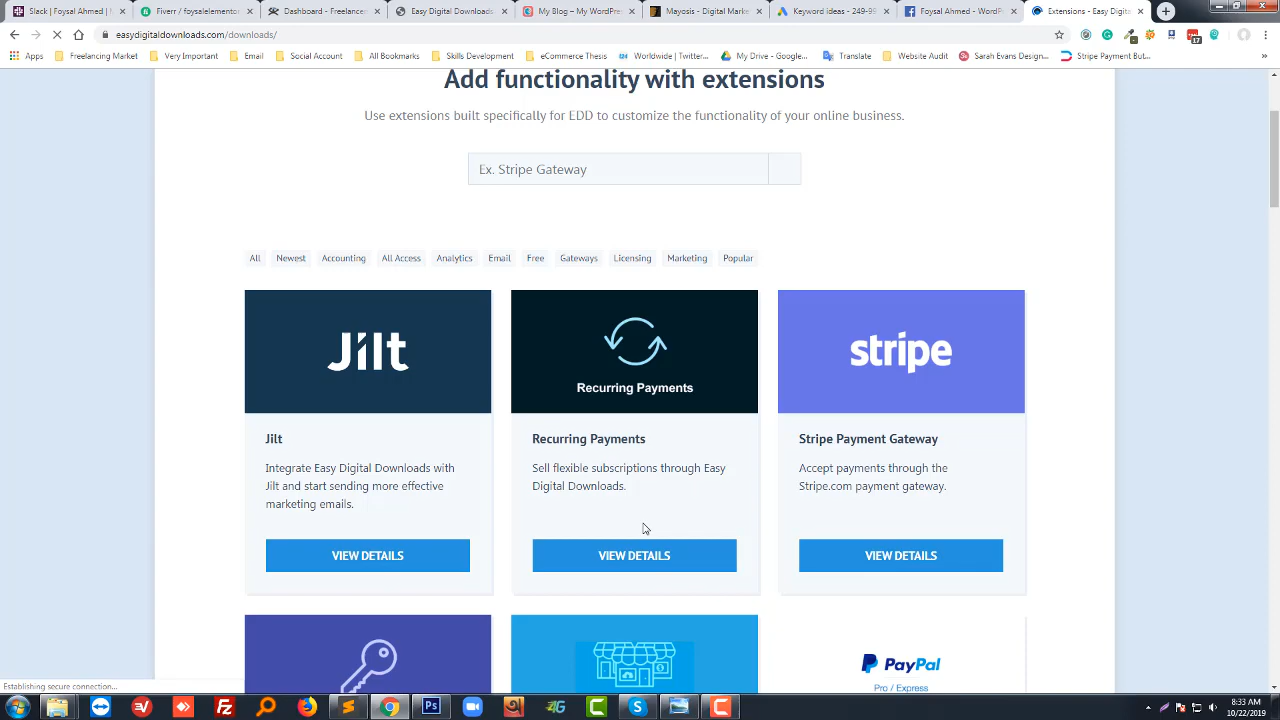 Slack | Foysal Ahmed |
Fiverr / foysalelementor
Dashboard - Freelancer
Easy Digital Downloads
My Blog – My WordPres
Mayosis - Digital Marke
Keyword ideas - 249-99
Foysal Ahmed - WordPr
Extensions - Easy Digita
easydigitaldownloads.com/downloads/
17
Apps
Freelancing Market
Very Important
Email
Social Account
All Bookmarks
Skills Development
eCommerce Thesis
Worldwide | Twitter...
My Drive - Google...
Translate
Website Audit
Sarah Evans Design...
Stripe Payment But...
»
Add functionality with extensions
Use extensions built specifically for EDD to customize the functionality of your online business.
Ex. Stripe Gateway
All Newest Accounting All Access Analytics Email Free Gateways Licensing Marketing Popular
Jilt
Recurring Payments
stripe
Jilt
Integrate Easy Digital Downloads with
Jilt and start sending more effective
marketing emails.
VIEW DETAILS
Recurring Payments
Sell flexible subscriptions through Easy
Digital Downloads.
VIEW DETAILS
Stripe Payment Gateway
Accept payments through the
Stripe.com payment gateway.
VIEW DETAILS
PayPal
Pro / Express
Establishing secure connection...
8:33 AM
10/22/2019